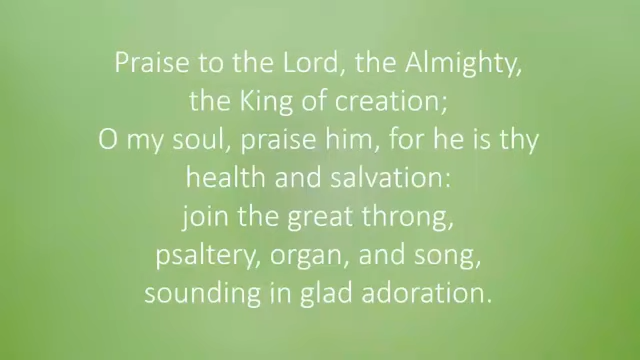 Praise to the Lord, the Almighty,
the King of creation;
O my soul, praise him, for he is thy
health and salvation:
join the great throng,
psaltery, organ, and song,
sounding in glad adoration.